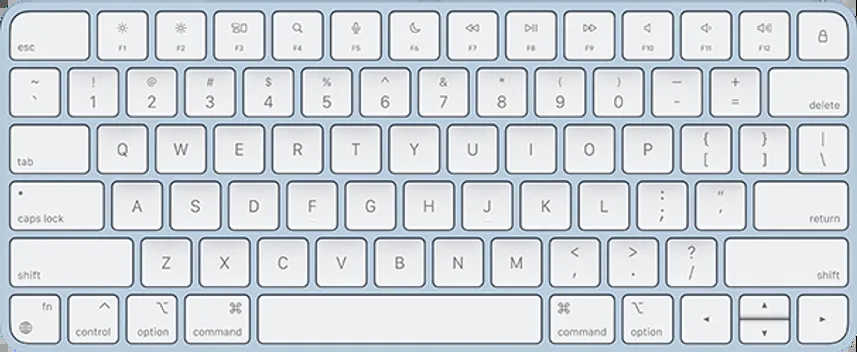 esc F1 F2 F3 F4 F5 F6 F7 F8 F9 F10 F11 F12
~ ! @ # $ % ^ & * ( ) — +
` 1 2 3 4 5 6 7 8 9 0 - = delete
{ } |
tab Q W E R T Y U I O P [ ] \
: "
caps lock A S D F G H J K L ; ' return
< > ?
shift Z X C V B N M , . / shift
fn ^ ⌥ ⌘ ⌘ ⌥
control option command command option